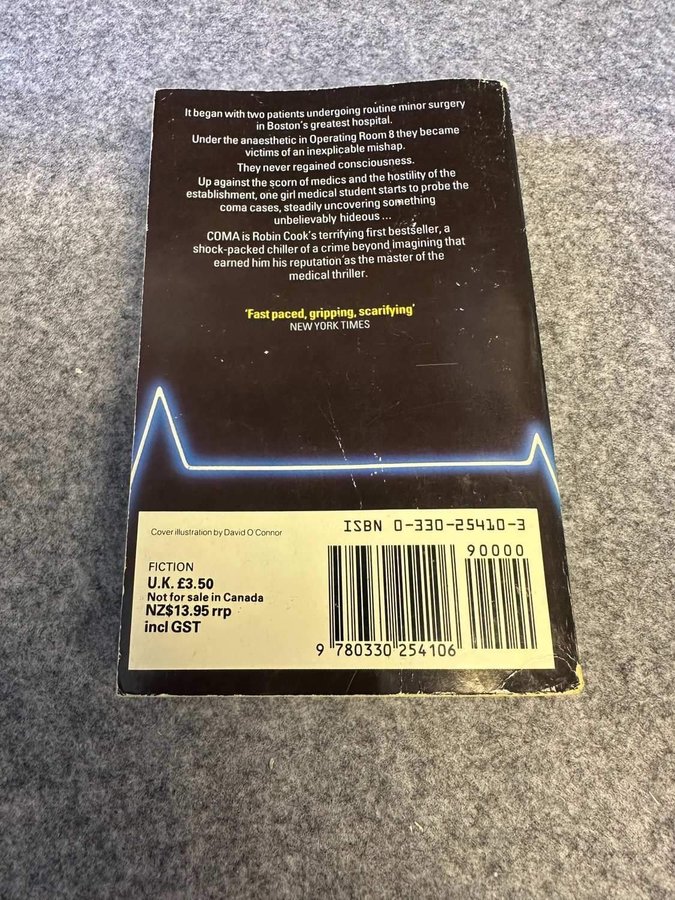 It began with two patients undergoing routine minor surgery
in Boston's greatest hospital.
Under the anaesthetic in Operating Room 8 they became
victims of an inexplicable mishap.
They never regained consciousness.
Up against the scorn of medics and the hostility of the
establishment, one girl medical student starts to probe the
coma cases, steadily uncovering something
unbelievably hideous ...
COMA is Robin Cook's terrifying first bestseller, a
shock-packed chiller of a crime beyond imagining that
earned him his reputation as the master of the
medical thriller.
'Fast paced, gripping, scarifying'
NEW YORK TIMES
Cover illustration by David O'Connor
ISBN 0-330-25410-3
90000
FICTION
U.K. £3.50
Not for sale in Canada
NZ$13.95 rrp
incl GST
9 780330 254106